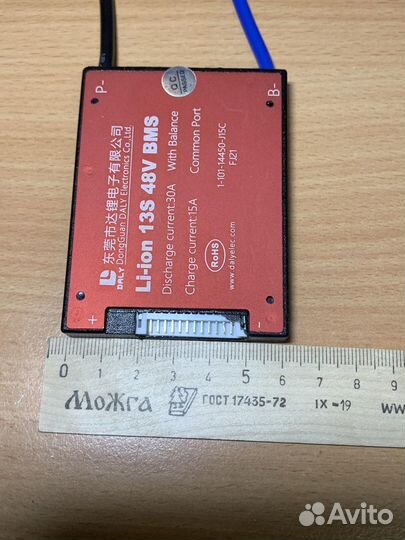 P-
B-
QC
PASSED
东莞市达锂电子有限公司
DALY DongGuan DALY Electronics Co.,Ltd
Li-ion 13S 48V BMS
Discharge current:30A With Balance
Charge current:15A Common Port
1-101-14450-J15C
FJ21
RoHS
www.dalyelec.com
+
-
0 1 2 3 4 5 6 7 8 9
МОЖГА ГОСТ 17435-72 IX-19 ww
Avito